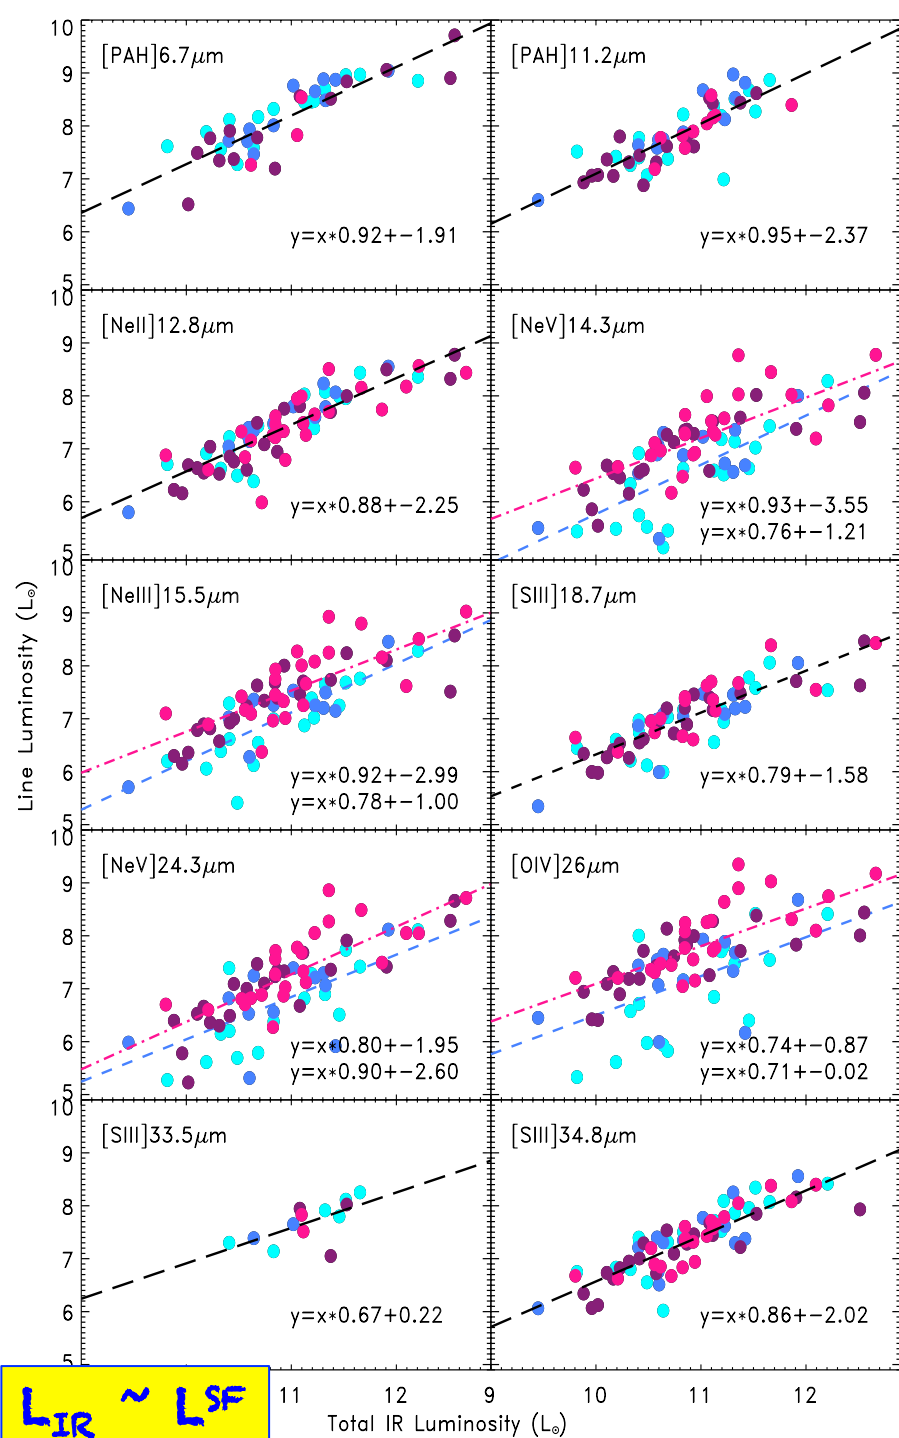 10
9
8
7
6
5
[PAH]6.7μm
y=x*0.92+-1.91
[PAH]11.2μm
y=x*0.95+-2.37
10
9
8
7
6
5
[NeII]12.8μm
y=x*0.88+-2.25
[NeV]14.3μm
y=x*0.93+-3.55
y=x*0.76+-1.21
10
9
8
7
6
5
[NeIII]15.5μm
y=x*0.92+-2.99
y=x*0.78+-1.00
[SIII]18.7μm
y=x*0.79+-1.58
Line Luminosity (L☉)
10
9
8
7
6
5
[NeV]24.3μm
y=x*0.80+-1.95
y=x*0.90+-2.60
[OIV]26μm
y=x*0.74+-0.87
y=x*0.71+-0.02
10
9
8
7
6
5
[SIII]33.5μm
y=x*0.67+0.22
[SIII]34.8μm
y=x*0.86+-2.02
11 12 9 10 11 12
Total IR Luminosity (L☉)
L_IR ~ L^SF